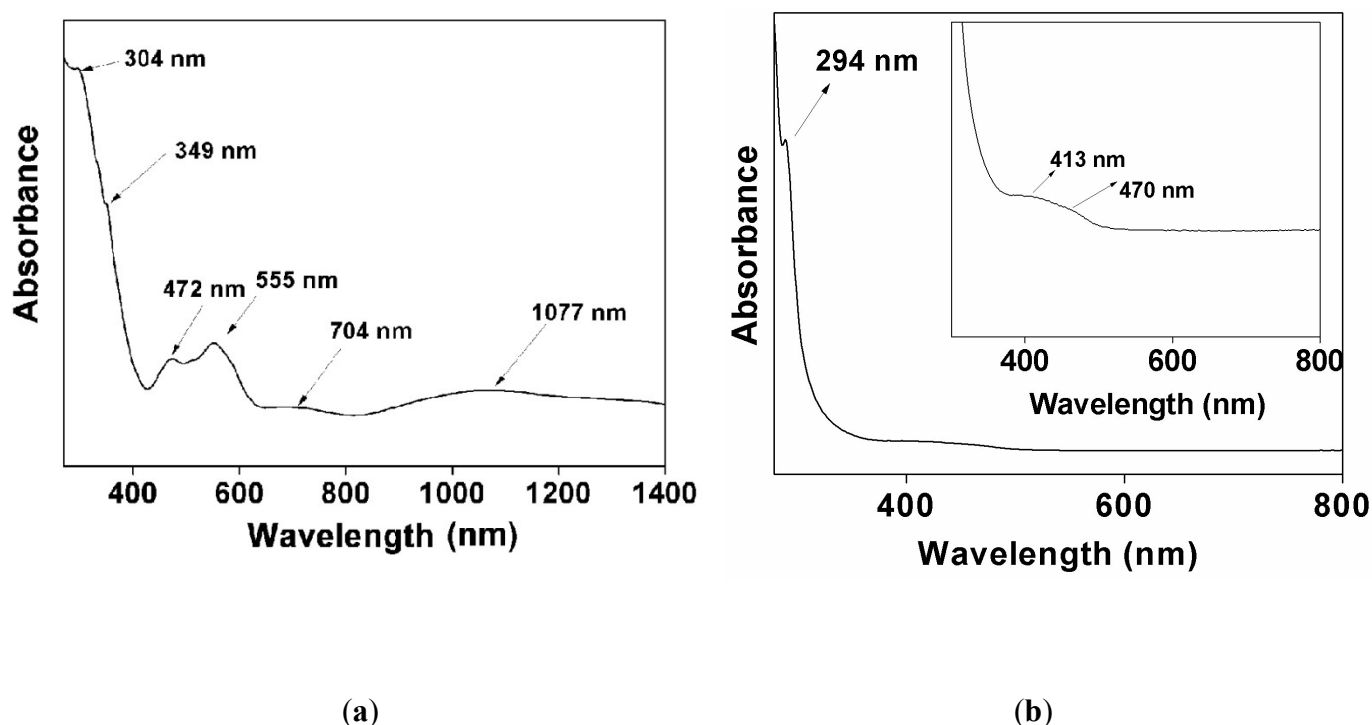 304 nm
349 nm
472 nm
555 nm
704 nm
1077 nm
Absorbance
400 600 800 1000 1200 1400
Wavelength (nm)
294 nm
413 nm
470 nm
400 600 800
Wavelength (nm)
Absorbance
400 600 800
Wavelength (nm)
(a)
(b)